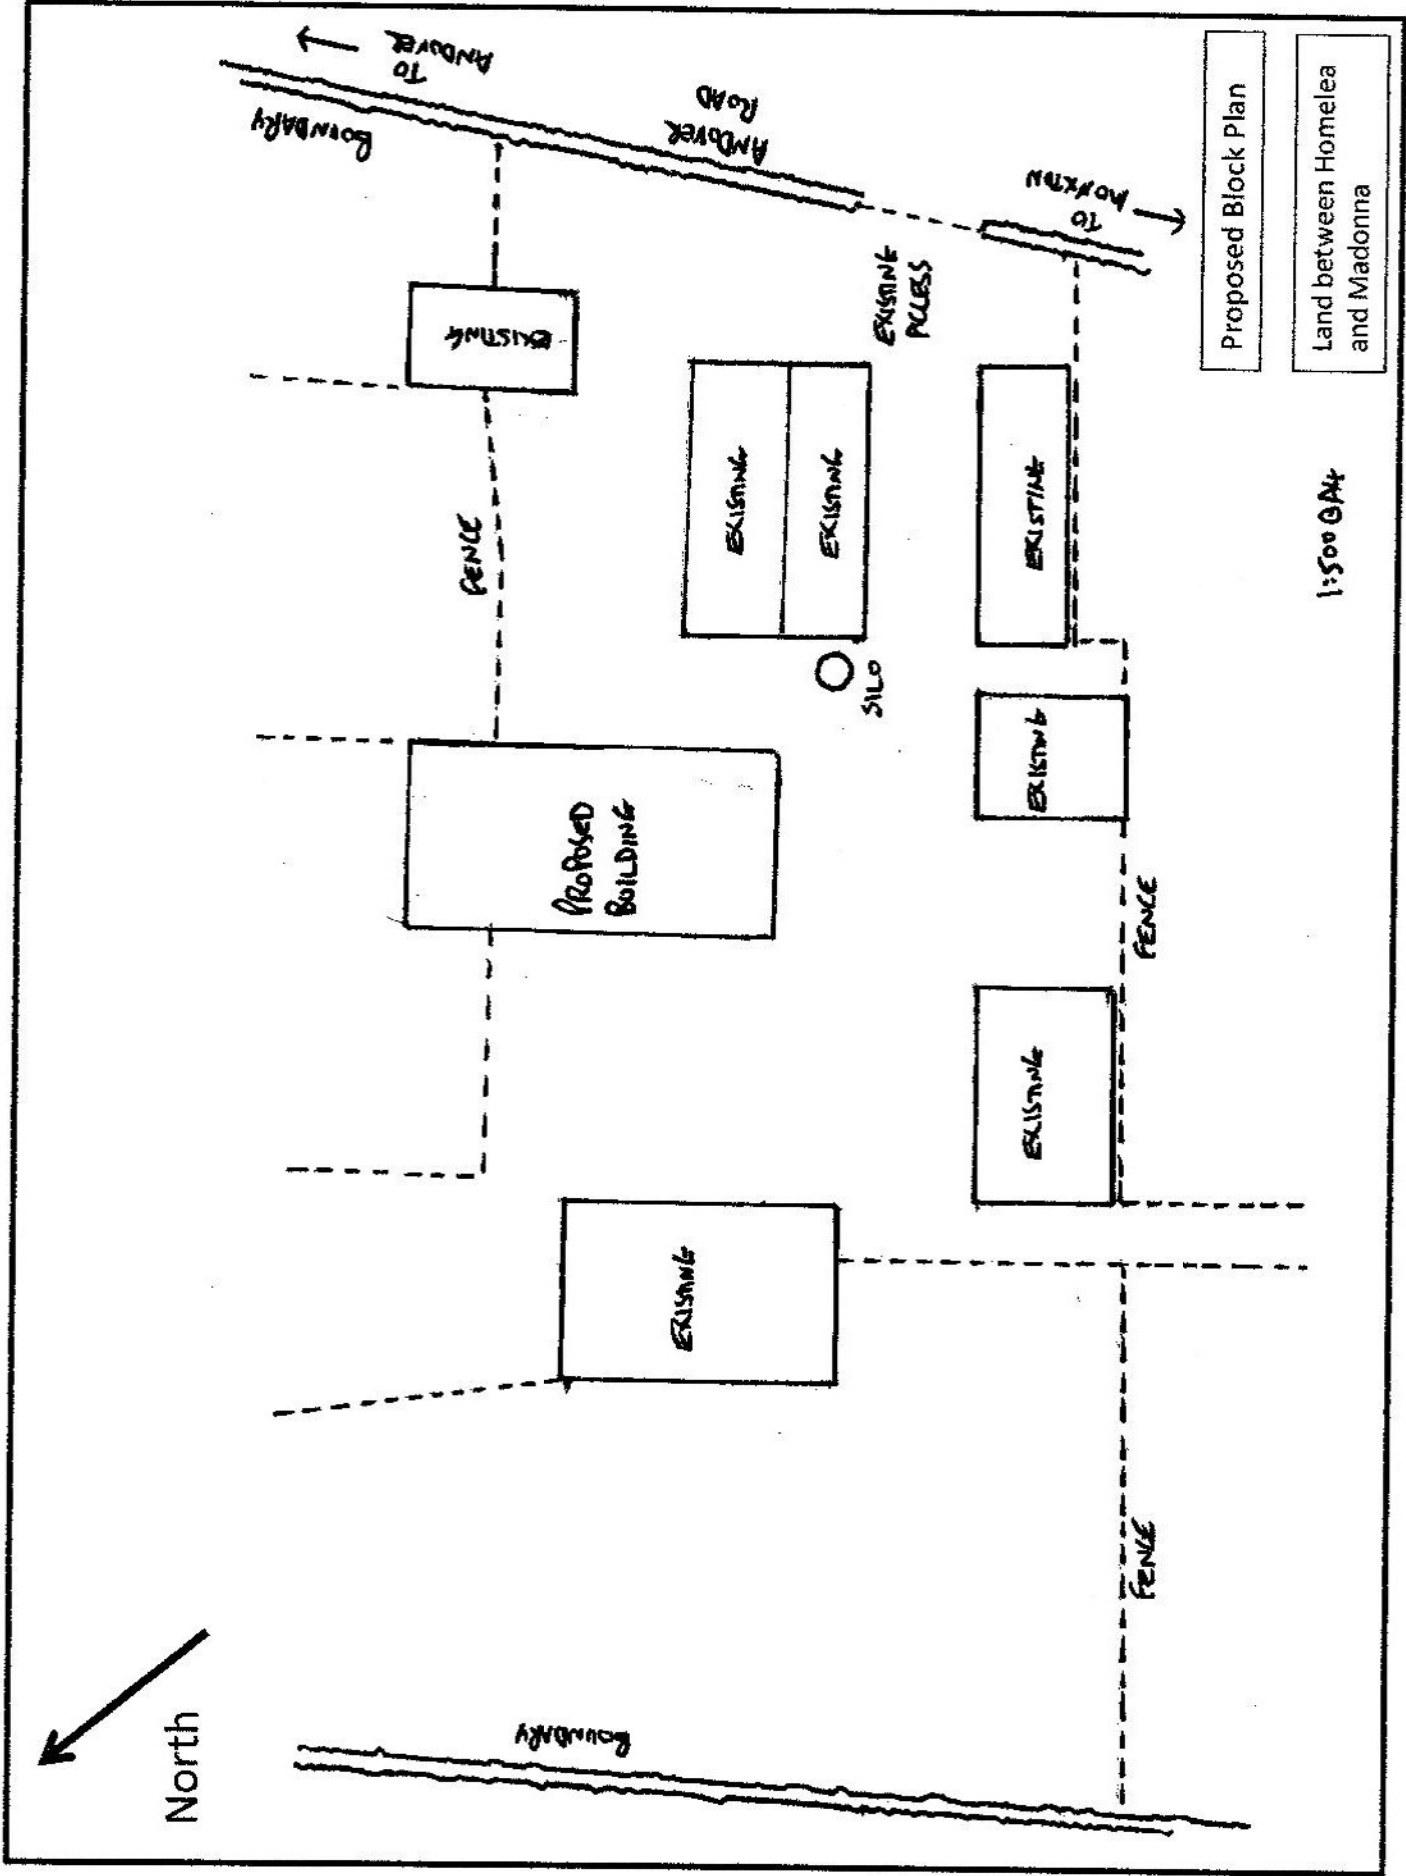 North
BOUNDARY
FENCE
FENCE
EXISTING
EXISTING
PROPOSED
BUILDING
EXISTING
SILO
FENCE
EXISTING
EXISTING
EXISTING
EXISTING
EXISTING
ACCESS
BOUNDARY
TO
ANDOVER
ANDOVER
ROAD
TO
MONXTON
1:500 @A4
Proposed Block Plan
Land between Homelea
and Madonna